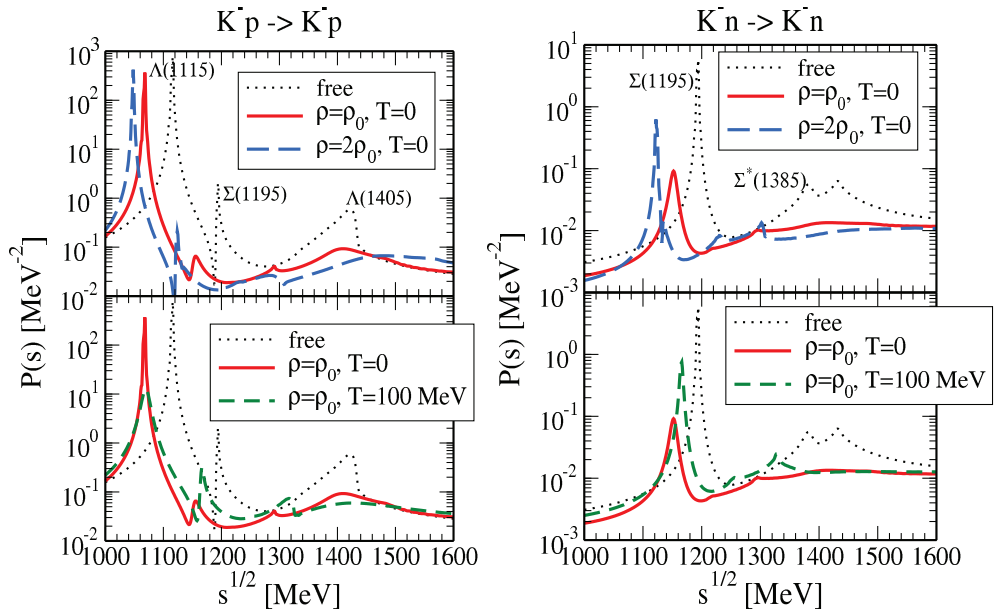 K⁻p -> K⁻p
K⁻n -> K⁻n
10³
10²
10¹
10⁰
10⁻¹
10⁻²
Λ(1115)
Σ(1195)
Λ(1405)
free
ρ=ρ₀, T=0
ρ=2ρ₀, T=0
P(s) [MeV⁻²]
10¹
10⁰
10⁻¹
10⁻²
10⁻³
Σ(1195)
Σ*(1385)
free
ρ=ρ₀, T=0
ρ=2ρ₀, T=0
P(s) [MeV⁻²]
10²
10¹
10⁰
10⁻¹
10⁻²
free
ρ=ρ₀, T=0
ρ=ρ₀, T=100 MeV
1000 1100 1200 1300 1400 1500 1600
s^1/2 [MeV]
10⁰
10⁻¹
10⁻²
10⁻³
free
ρ=ρ₀, T=0
ρ=ρ₀, T=100 MeV
1000 1100 1200 1300 1400 1500 1600
s^1/2 [MeV]